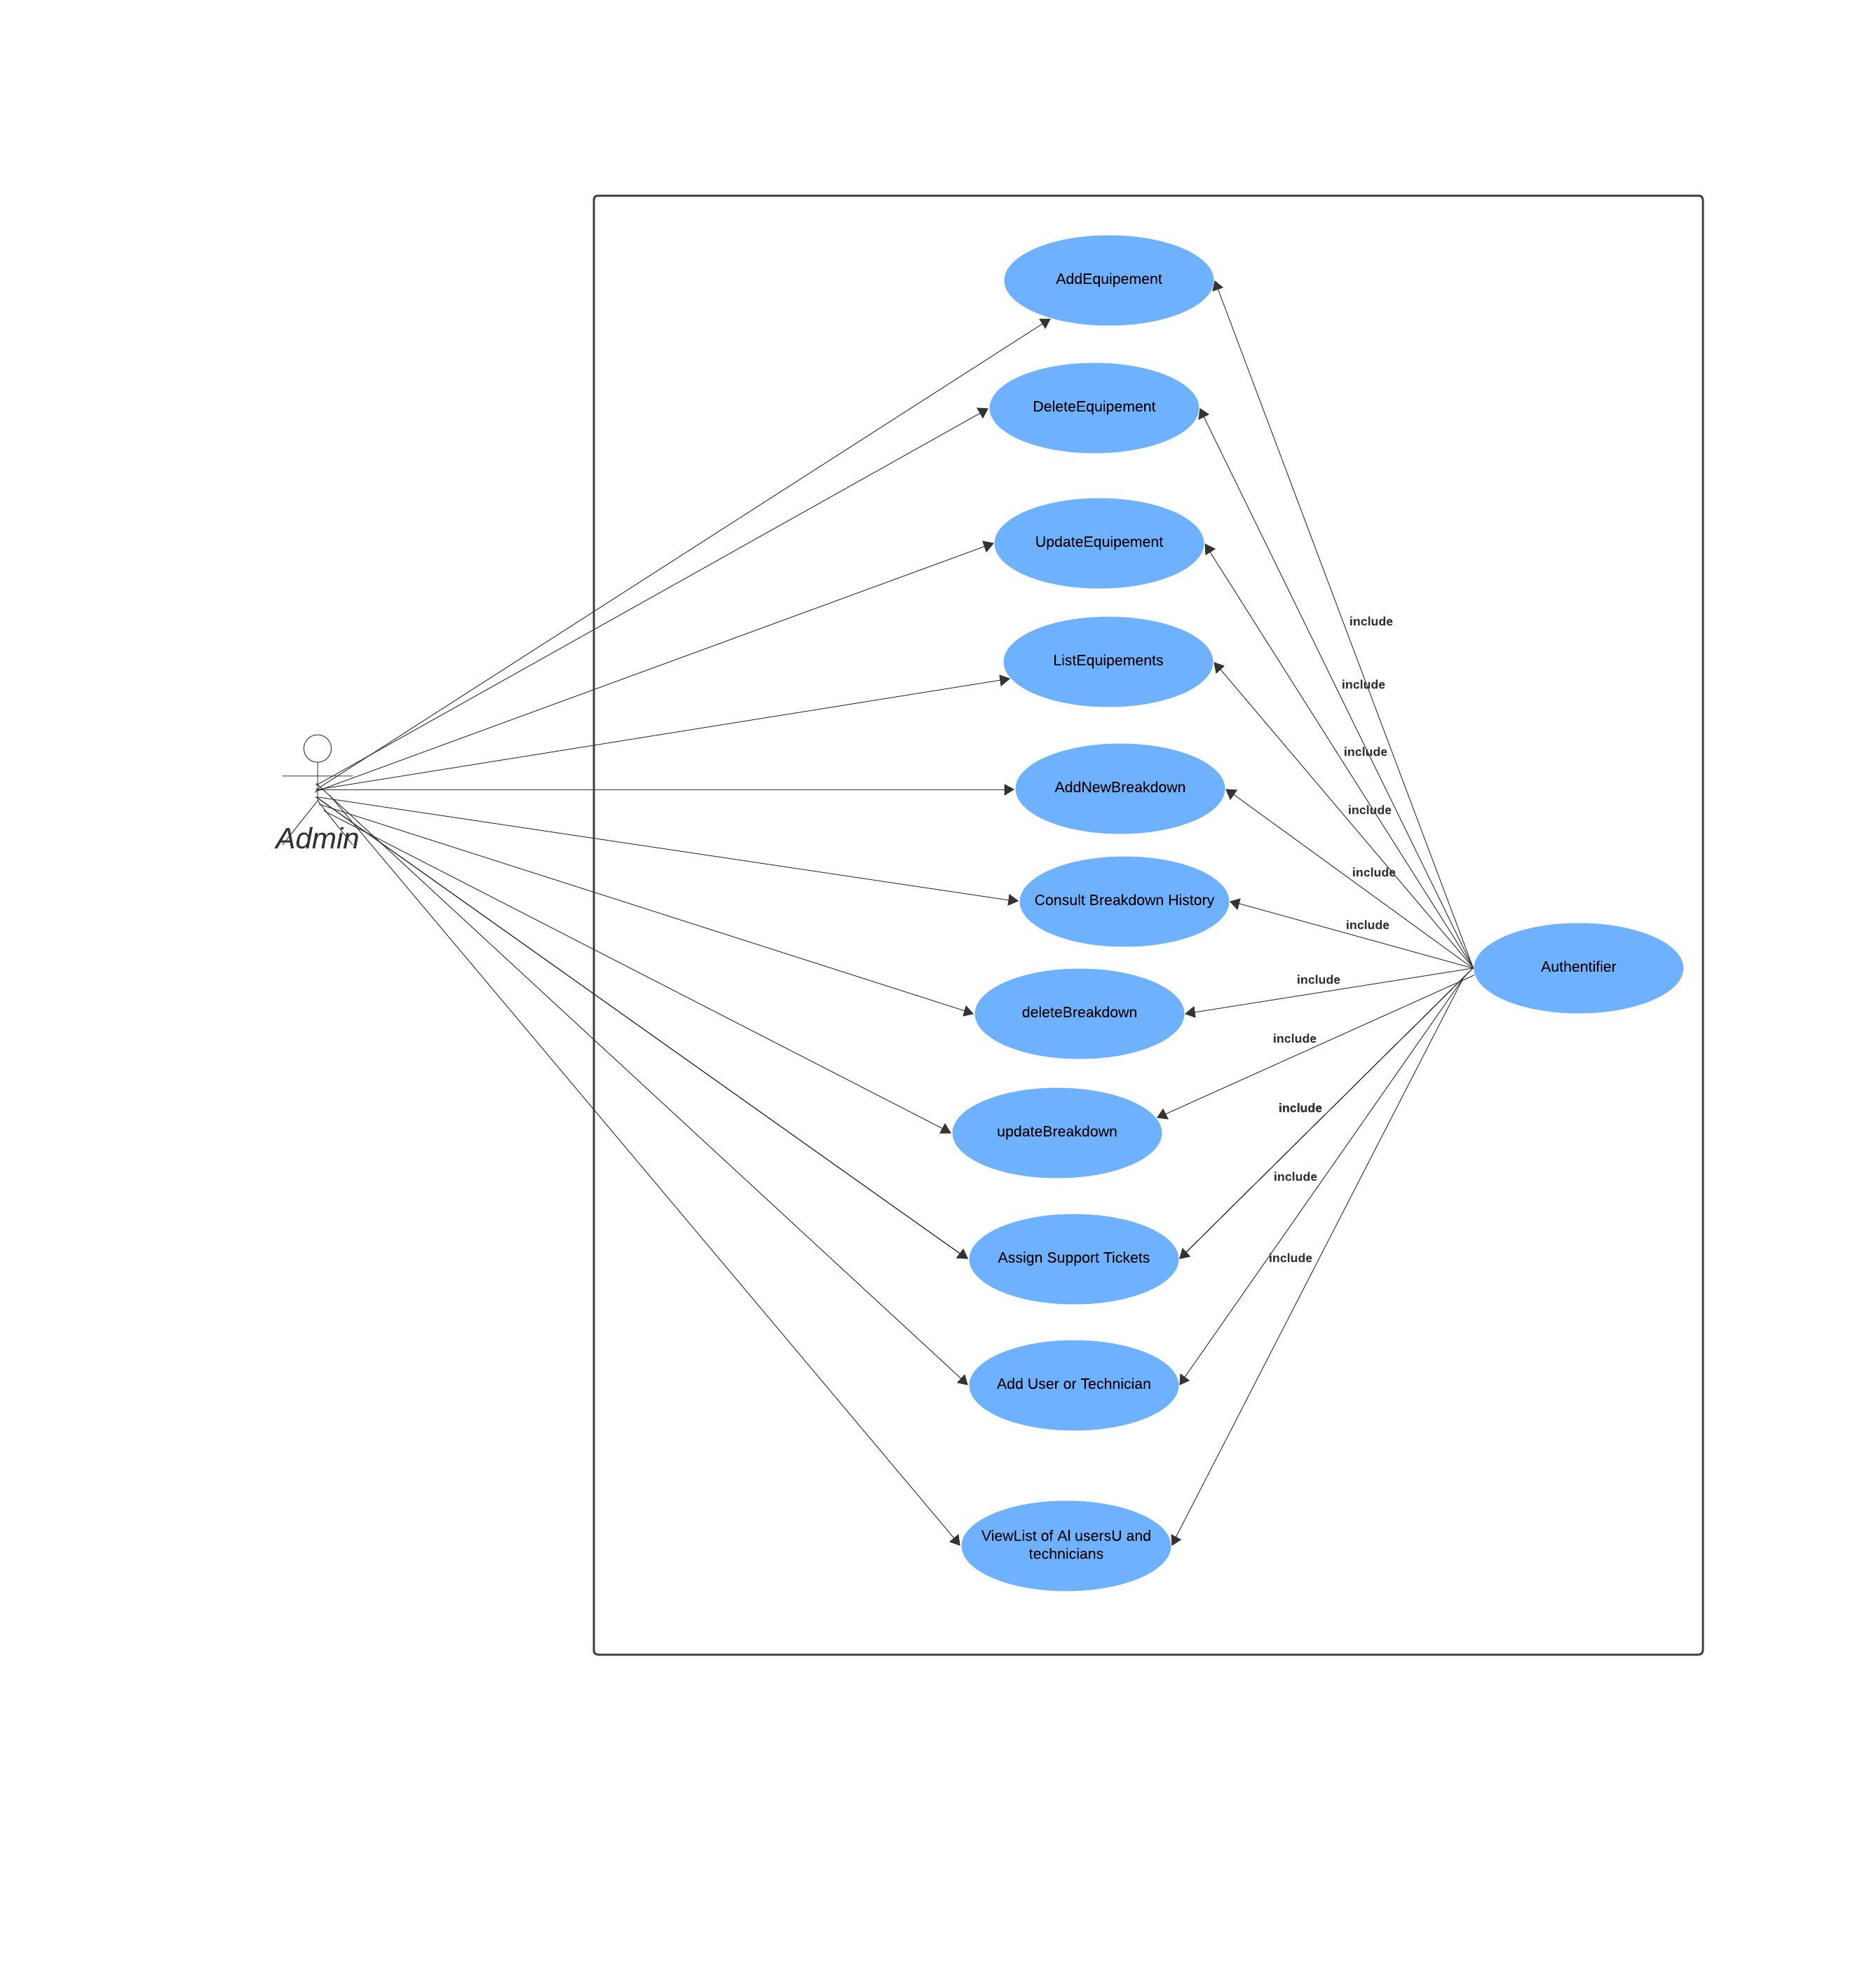 AddEquipement
DeleteEquipement
UpdateEquipement
include
ListEquipements
include
include
AddNewBreakdown
include
Admin
include
Consult Breakdown History
include
Authentifier
include
deleteBreakdown
include
include
updateBreakdown
include
Assign Support Tickets
include
Add User or Technician
ViewList of Al usersU and
technicians